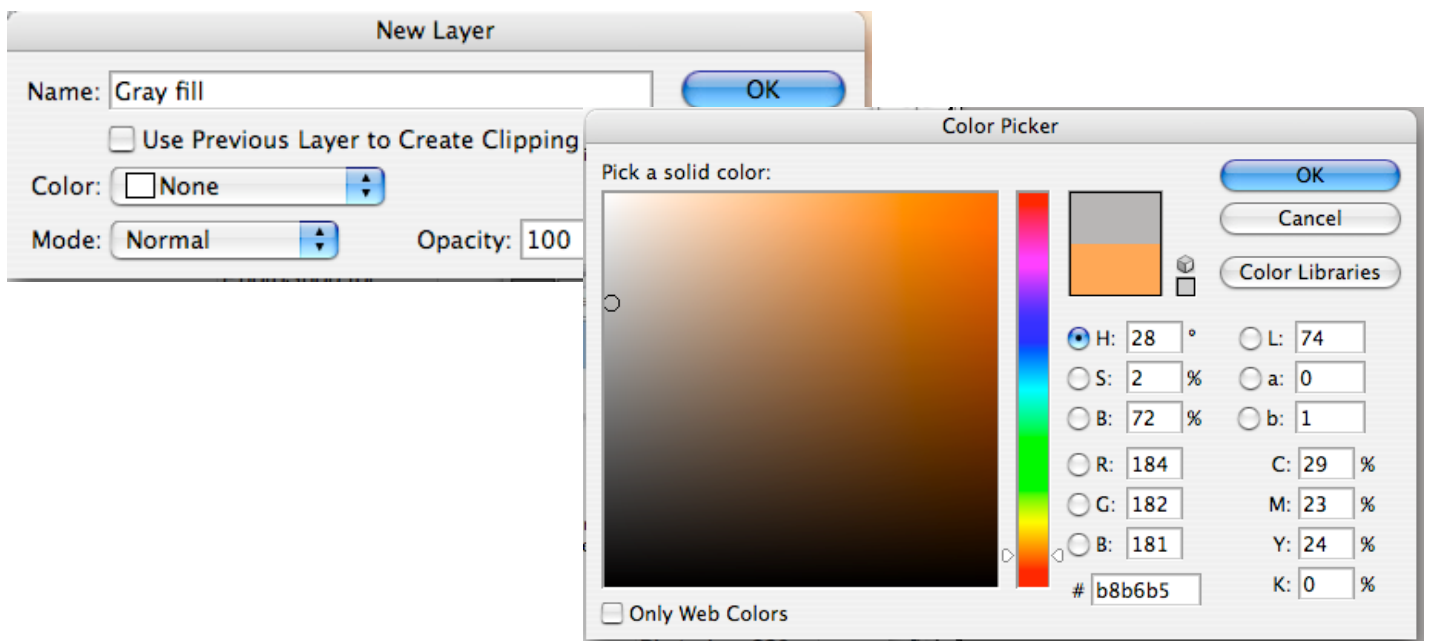 New Layer
Name: Gray fill
OK
Use Previous Layer to Create Clipping
Color: None
Mode: Normal Opacity: 100
Color Picker
Pick a solid color:
OK
Cancel
Color Libraries
H: 28 ° L: 74
S: 2 % a: 0
B: 72 % b: 1
R: 184 C: 29 %
G: 182 M: 23 %
B: 181 Y: 24 %
# b8b6b5 K: 0 %
Only Web Colors